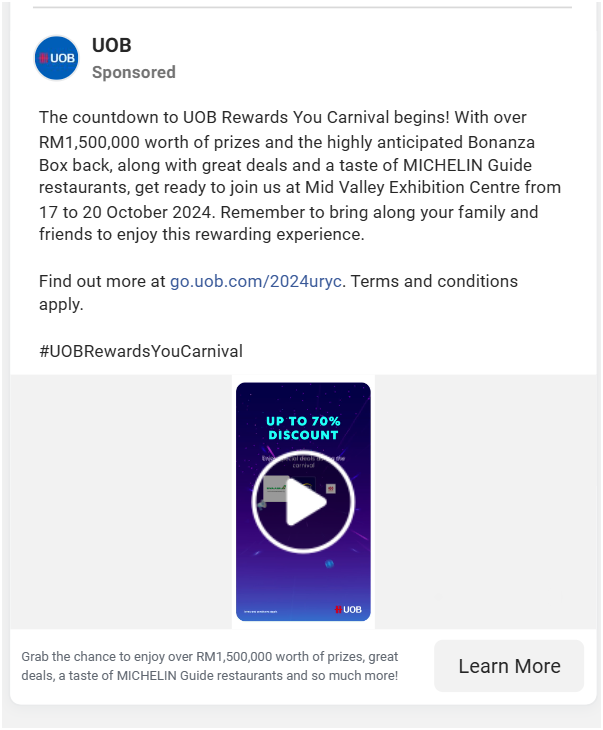 UOB
UOB
Sponsored
The countdown to UOB Rewards You Carnival begins! With over
RM1,500,000 worth of prizes and the highly anticipated Bonanza
Box back, along with great deals and a taste of MICHELIN Guide
restaurants, get ready to join us at Mid Valley Exhibition Centre from
17 to 20 October 2024. Remember to bring along your family and
friends to enjoy this rewarding experience.
Find out more at go.uob.com/2024uryc. Terms and conditions
apply.
#UOBRewardsYouCarnival
UP TO 70%
DISCOUNT
special deals the
carnival
UOB
Grab the chance to enjoy over RM1,500,000 worth of prizes, great
deals, a taste of MICHELIN Guide restaurants and so much more!
Learn More